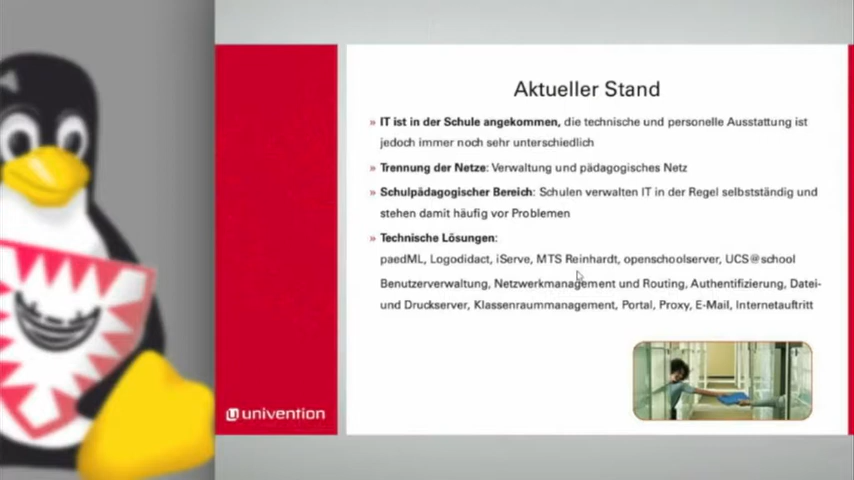 Aktueller Stand
» IT ist in der Schule angekommen, die technische und personelle Ausstattung ist
jedoch immer noch sehr unterschiedlich
» Trennung der Netze: Verwaltung und pädagogisches Netz
» Schulpädagogischer Bereich: Schulen verwalten IT in der Regel selbstständig und
stehen damit häufig vor Problemen
» Technische Lösungen:
paedML, Logodidact, iServe, MTS Reinhardt, openschoolserver, UCS@school
Benutzerverwaltung, Netzwerkmanagement und Routing, Authentifizierung, Datei-
und Druckserver, Klassenraummanagement, Portal, Proxy, E-Mail, Internetauftritt
univention